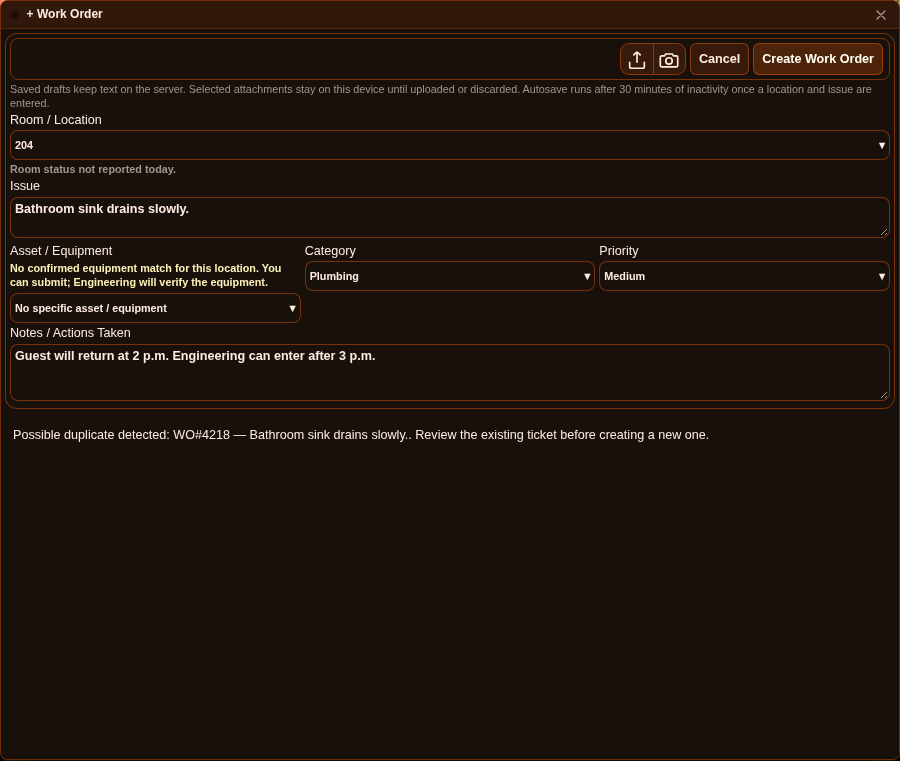 + Work Order
Cancel
Create Work Order
Saved drafts keep text on the server. Selected attachments stay on this device until uploaded or discarded. Autosave runs after 30 minutes of inactivity once a location and issue are
entered.
Room / Location
204
Room status not reported today.
Issue
Bathroom sink drains slowly.
Asset / Equipment
No confirmed equipment match for this location. You
can submit; Engineering will verify the equipment.
No specific asset / equipment
Category
Plumbing
Priority
Medium
Notes / Actions Taken
Guest will return at 2 p.m. Engineering can enter after 3 p.m.
Possible duplicate detected: WO#4218 — Bathroom sink drains slowly.. Review the existing ticket before creating a new one.